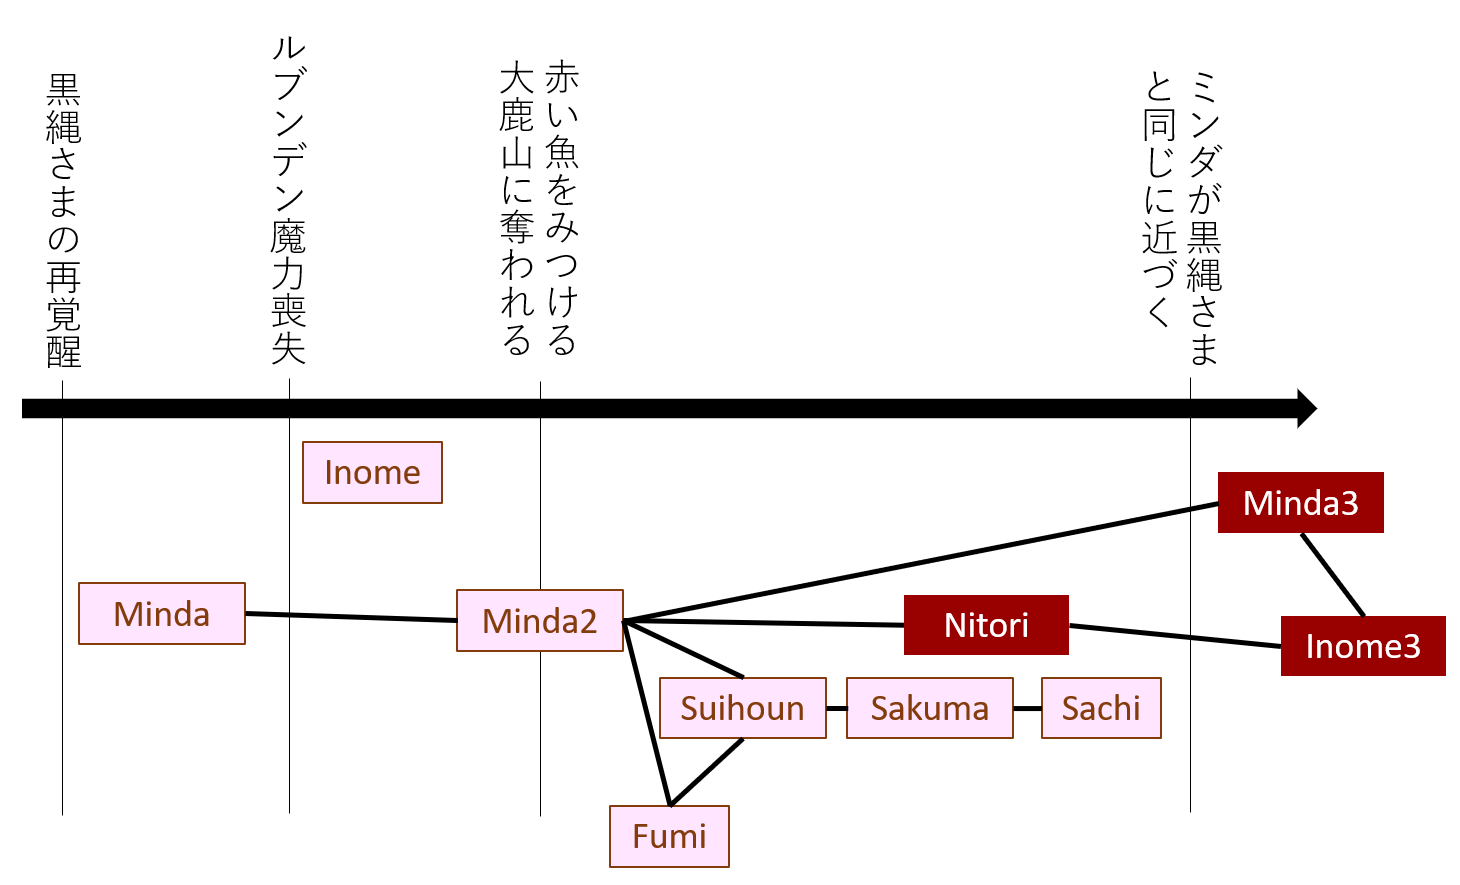 黒縄さまの再覚醒
ルブンデン魔力喪失
赤い魚をみつける
大鹿山に奪われる
ミンダが黒縄さま
と同じに近づく
Inome
Minda3
Minda
Minda2
Nitori
Inome3
Suihoun
Sakuma
Sachi
Fumi